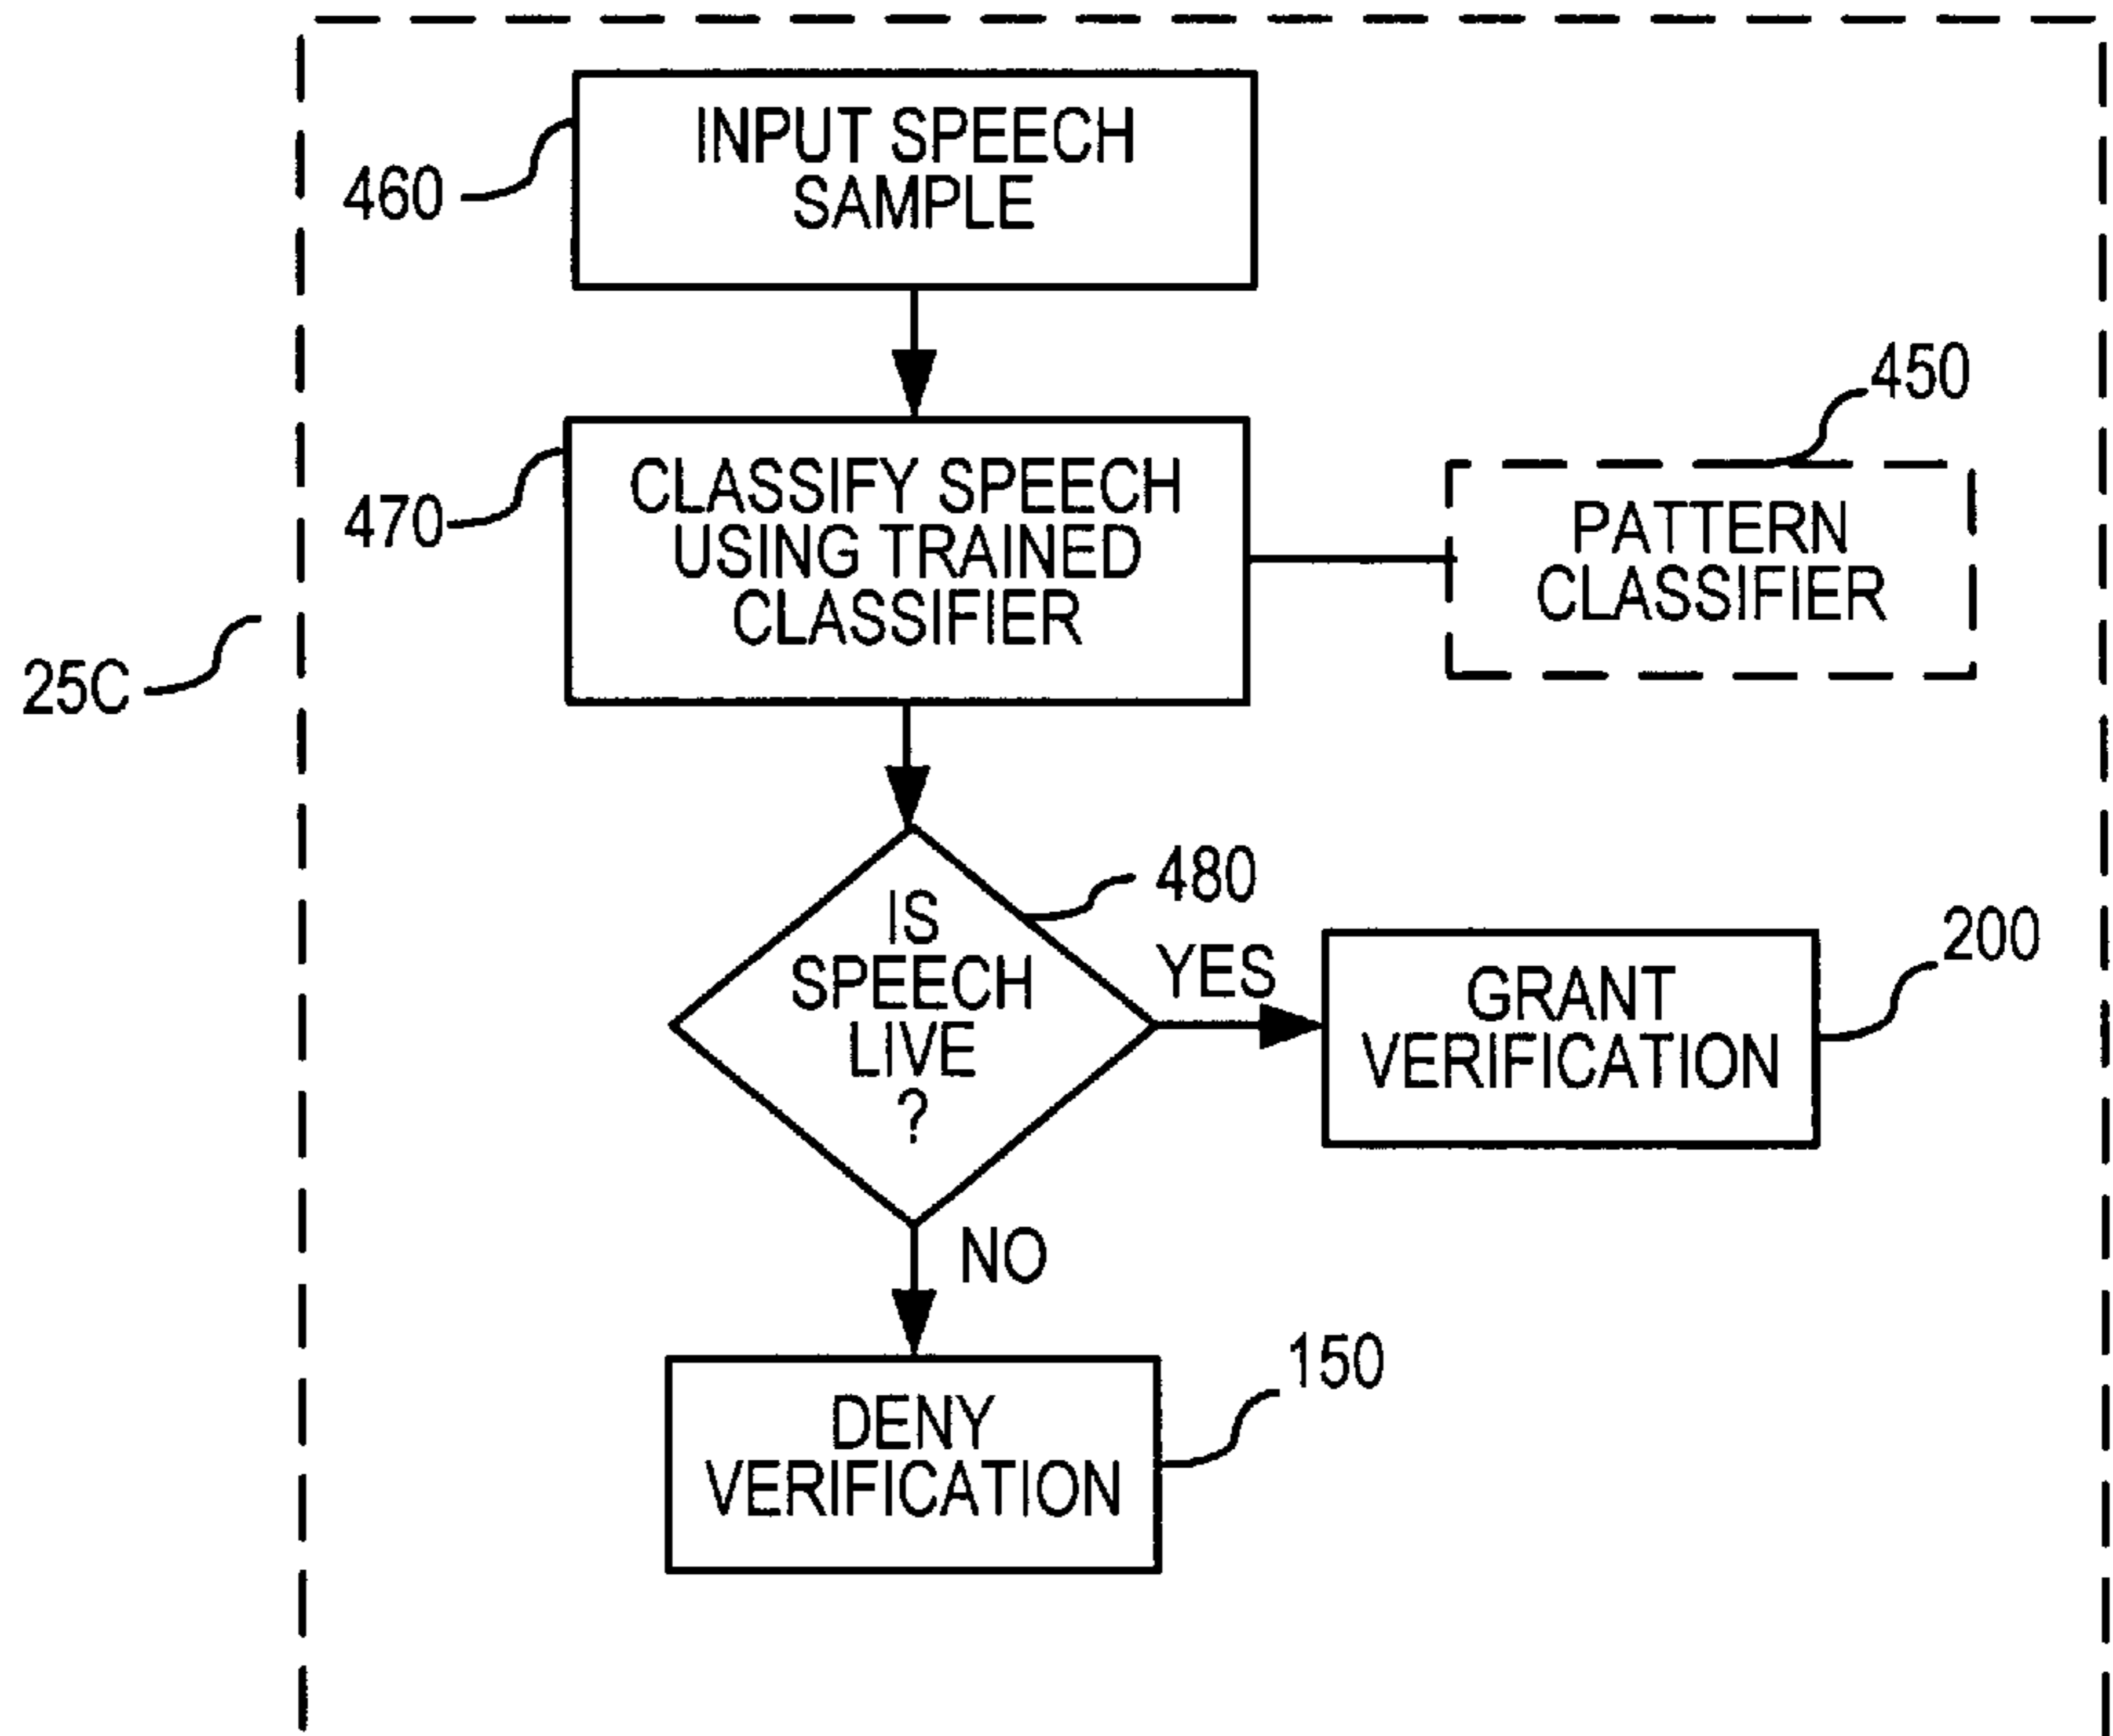 INPUT SPEECH
SAMPLE
460
450
CLASSIFY SPEECH
USING TRAINED
CLASSIFIER
470
PATTERN
CLASSIFIER
25C
480
IS
SPEECH
LIVE
?
YES
200
GRANT
VERIFICATION
NO
150
DENY
VERIFICATION